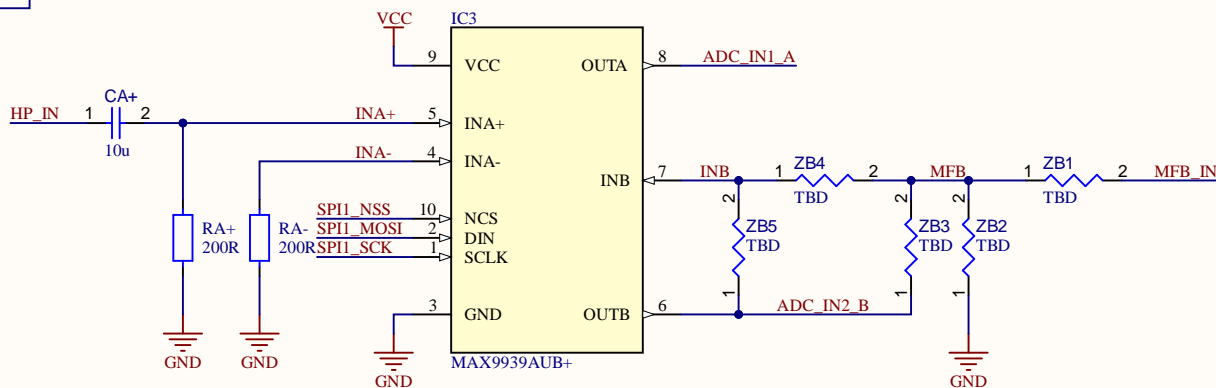 VCC
IC3
9
VCC
OUTA
8
ADC_IN1_A
HP_IN
1
CA+
2
10u
INA+
5
INA+
INA-
4
INA-
INB
7
INB
1
ZB4
2
TBD
MFB
1
ZB1
2
TBD
MFB_IN
RA+
200R
RA-
200R
SPI1_NSS
10
NCS
SPI1_MOSI
2
DIN
SPI1_SCK
1
SCLK
2
ZB5
TBD
1
2
ZB3
TBD
1
2
ZB2
TBD
1
3
GND
OUTB
6
ADC_IN2_B
GND
GND
GND
MAX9939AUB+
GND